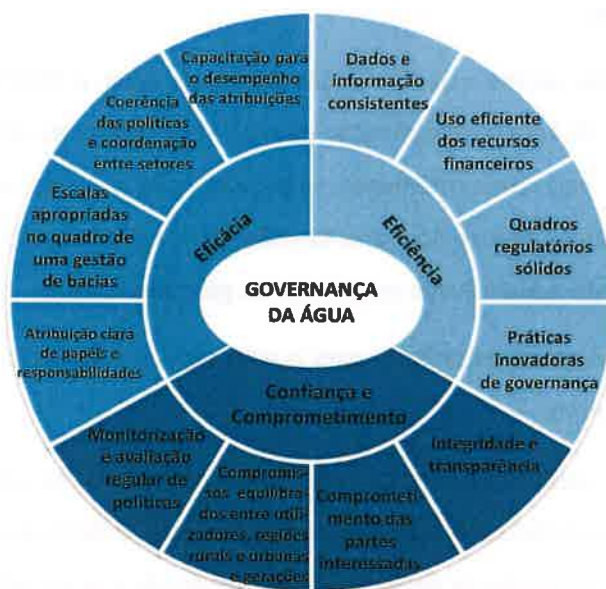 GOVERNANÇA
DA ÁGUA
Eficácia
Capacitação para
o desempenho
das atribuições
Coerência
das políticas
e coordenação
entre setores
Escalas
apropriadas
no quadro de
uma gestão
de bacias
Atribuição clara
de papéis e
responsabilidades
Eficiência
Dados e
informação
consistentes
Uso eficiente
dos recursos
financeiros
Quadros
regulatórios
sólidos
Práticas
inovadoras
de governança
Confiança e
Comprometimento
Integridade e
transparência
Comprometi-
mento das
partes
interessadas
Compromis-
sos equilibra-
dos entre utili-
zadores, regiões
rurais e urbanas
e gerações
Monitorização
e avaliação
regular de
políticas